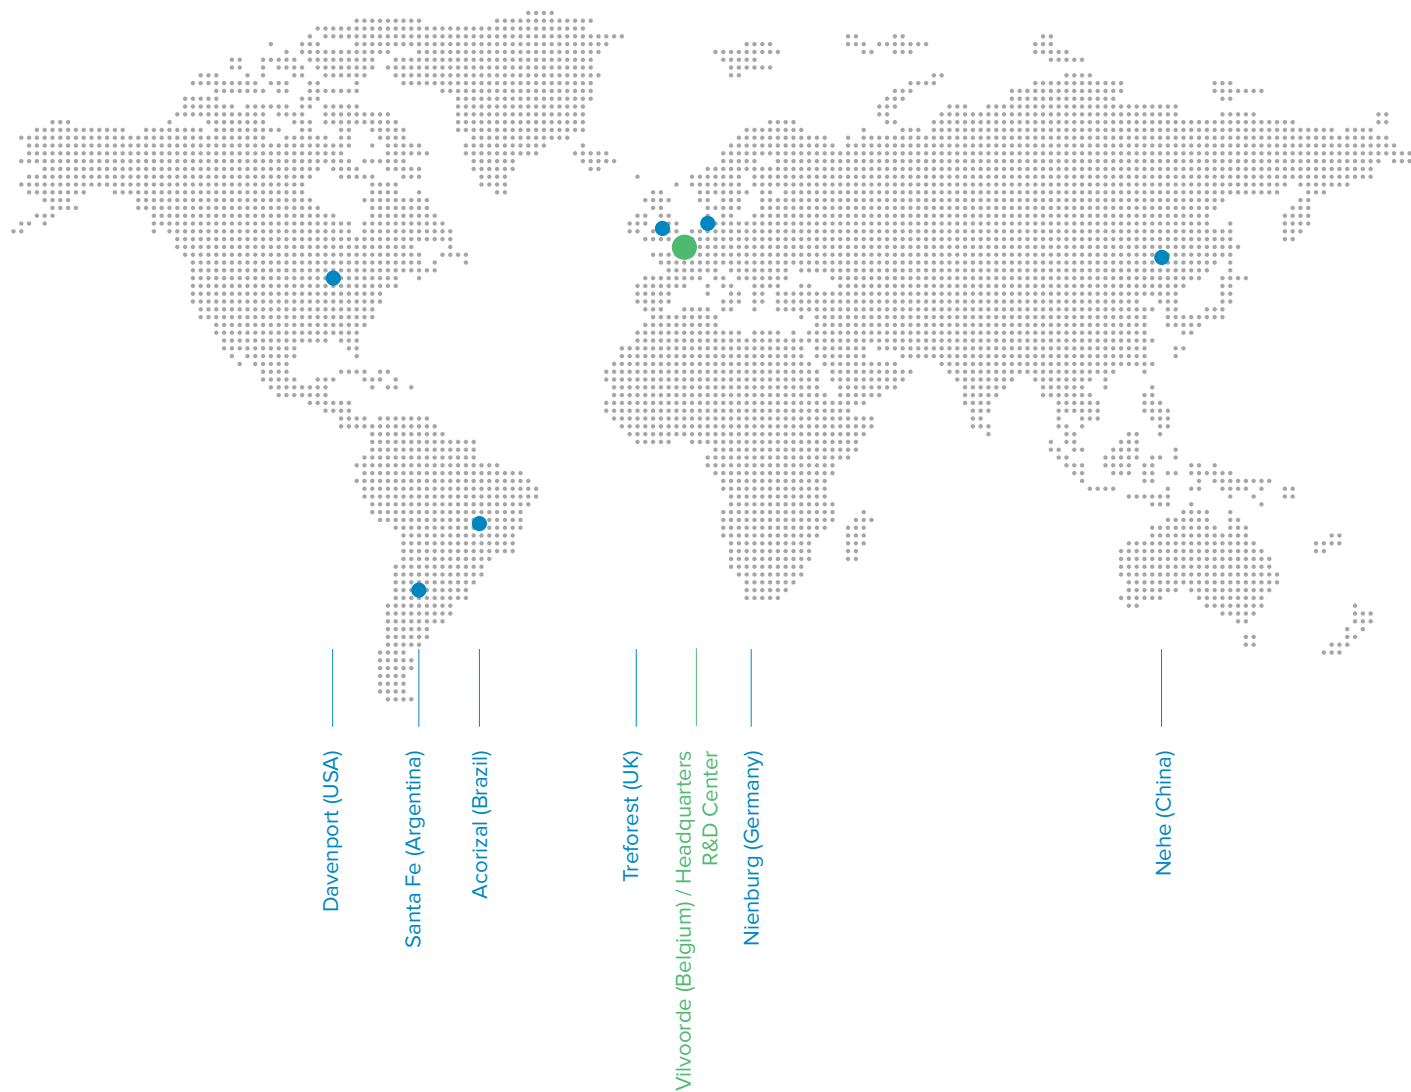 Davenport (USA)
Santa Fe (Argentina)
Acorizal (Brazil)
Treforest (UK)
Vilvoorde (Belgium) / Headquarters
R&D Center
Nienburg (Germany)
Nehe (China)